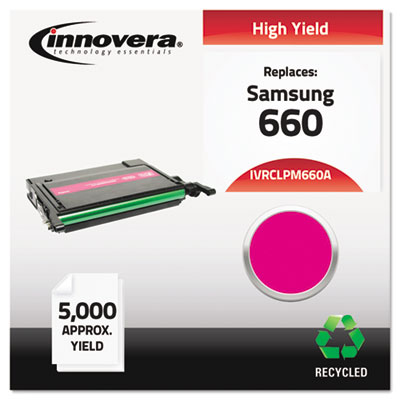 innovera
technology essentials
High Yield
Replaces:
Samsung
660
IVRCLPM660A
5,000
APPROX.
YIELD
RECYCLED